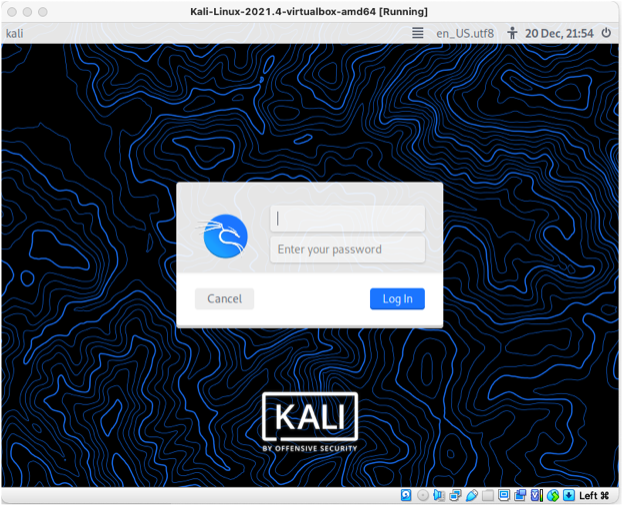 Kali-Linux-2021.4-virtualbox-amd64 [Running]
kali en_US.utf8 20 Dec, 21:54
Enter your password
Cancel Log In
KALI
BY OFFENSIVE SECURITY
Left ⌘